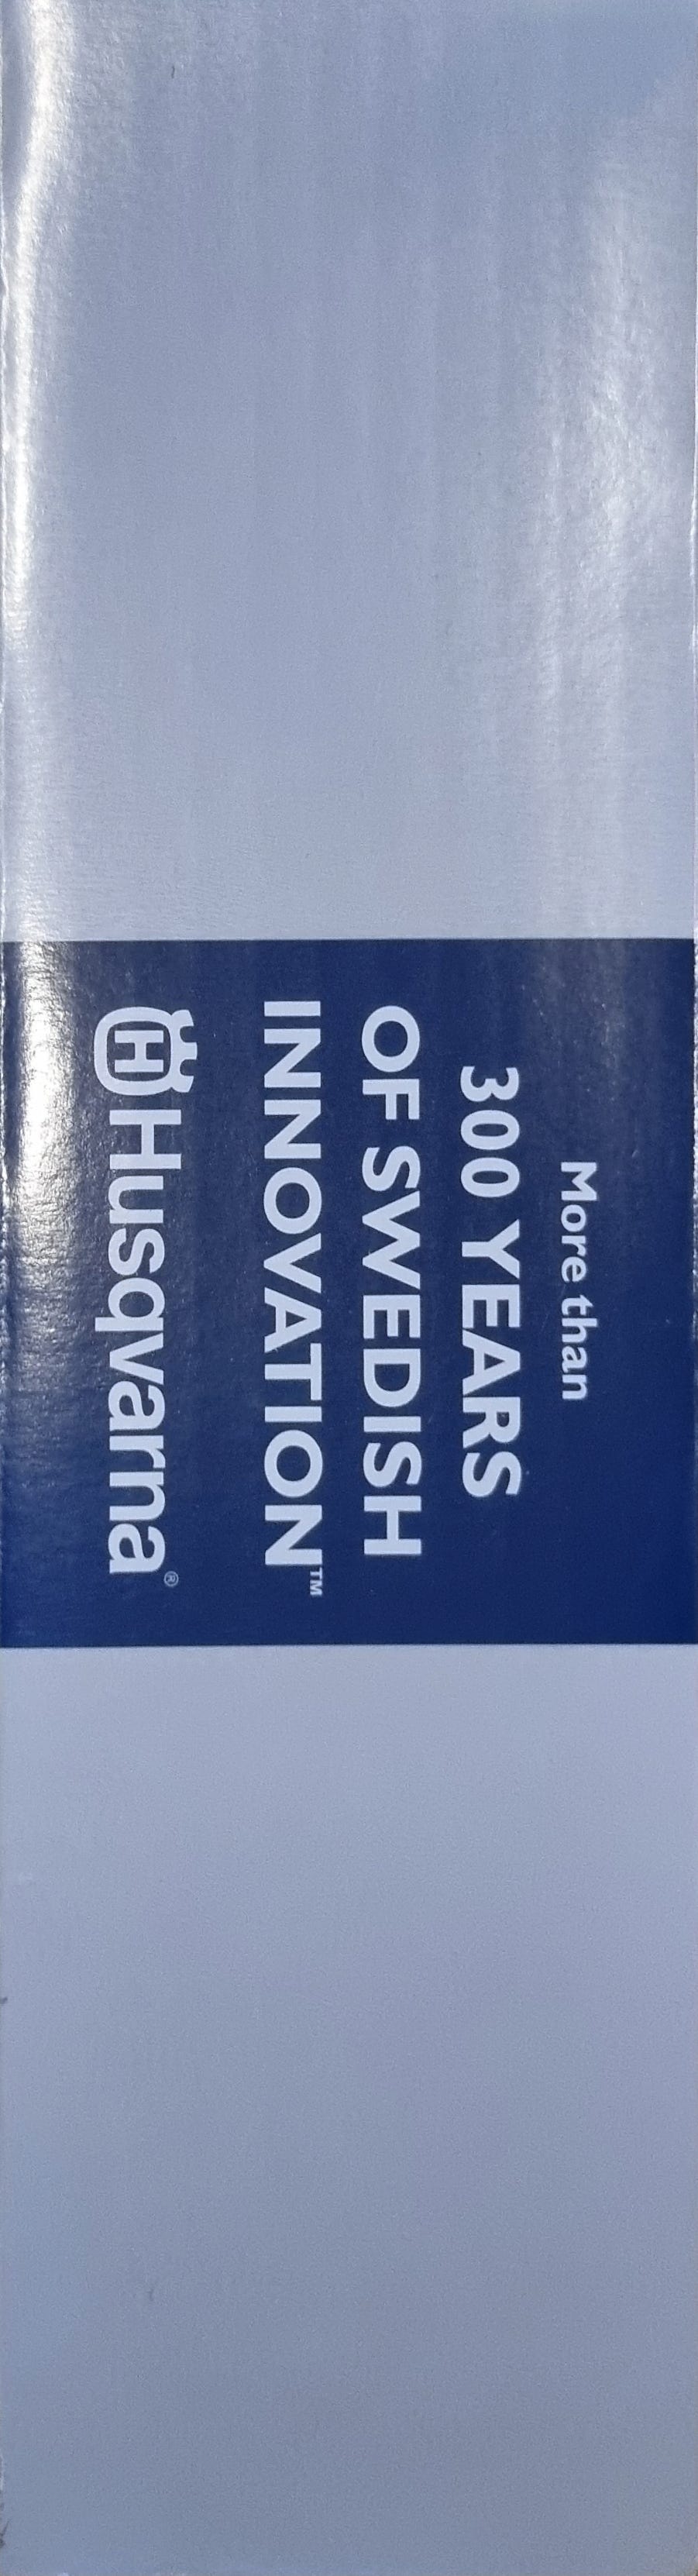 More than
300 YEARS
OF SWEDISH
INNOVATION™
H Husqvarna®